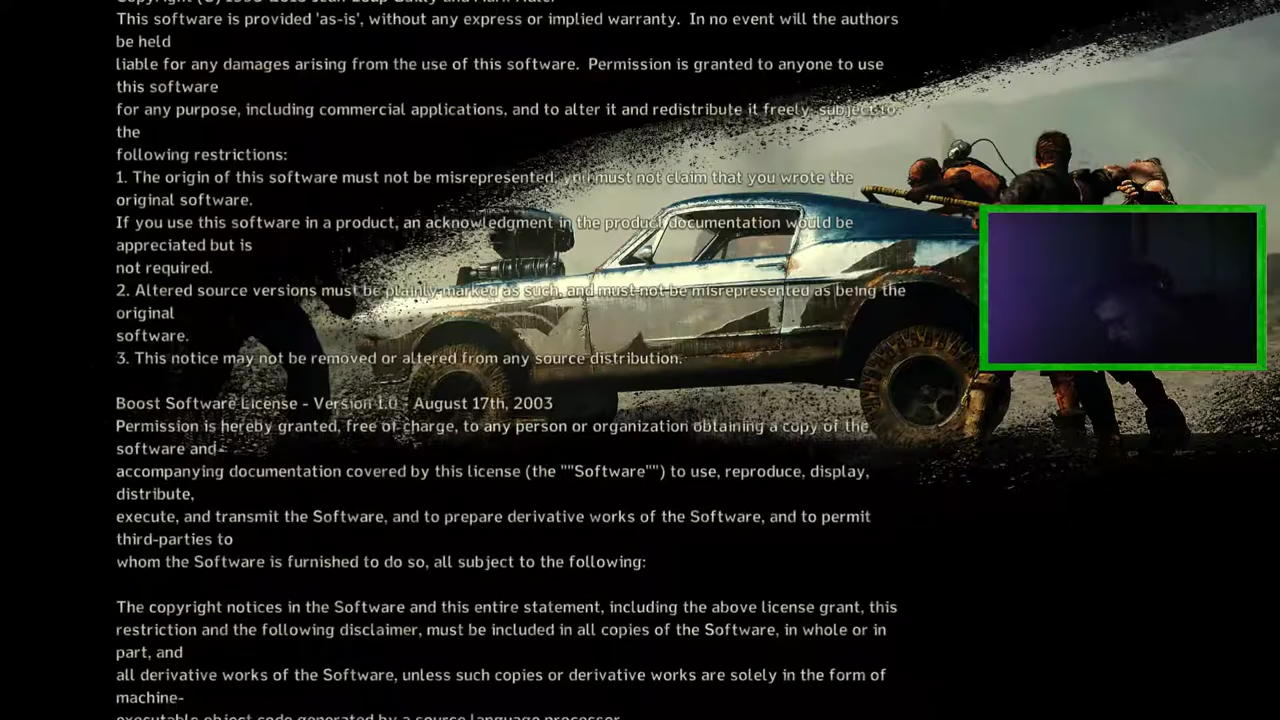 This software is provided 'as-is', without any express or implied warranty.  In no event will the authors
be held
liable for any damages arising from the use of this software.  Permission is granted to anyone to use
this software
for any purpose, including commercial applications, and to alter it and redistribute it freely, subject to
the
following restrictions:
1. The origin of this software must not be misrepresented, you must not claim that you wrote the
original software.
If you use this software in a product, an acknowledgment in the product documentation would be
appreciated but is
not required.
2. Altered source versions must be plainly marked as such, and must not be misrepresented as being the
original
software.
3. This notice may not be removed or altered from any source distribution.
Boost Software License - Version 1.0 - August 17th, 2003
Permission is hereby granted, free of charge, to any person or organization obtaining a copy of the
software and
accompanying documentation covered by this license (the ""Software"") to use, reproduce, display,
distribute,
execute, and transmit the Software, and to prepare derivative works of the Software, and to permit
third-parties to
whom the Software is furnished to do so, all subject to the following:
The copyright notices in the Software and this entire statement, including the above license grant, this
restriction and the following disclaimer, must be included in all copies of the Software, in whole or in
part, and
all derivative works of the Software, unless such copies or derivative works are solely in the form of
machine-
executable object code generated by a source language processor.